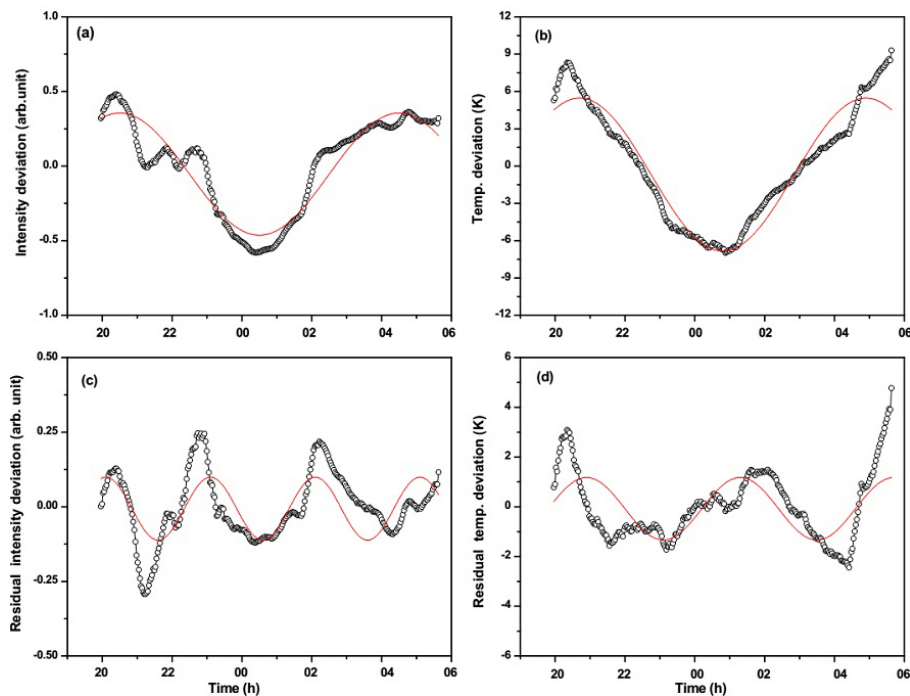 (a)
Intensity deviation (arb.unit)
1.0
0.5
0.0
-0.5
-1.0
20 22 00 02 04 06
(b)
Temp. deviation (K)
12
9
6
3
0
-3
-6
-9
-12
20 22 00 02 04 06
(c)
Residual intensity deviation (arb. unit)
0.50
0.25
0.00
-0.25
-0.50
20 22 00 02 04 06
Time (h)
(d)
Residual temp. deviation (K)
6
4
2
0
-2
-4
-6
20 22 00 02 04 06
Time (h)